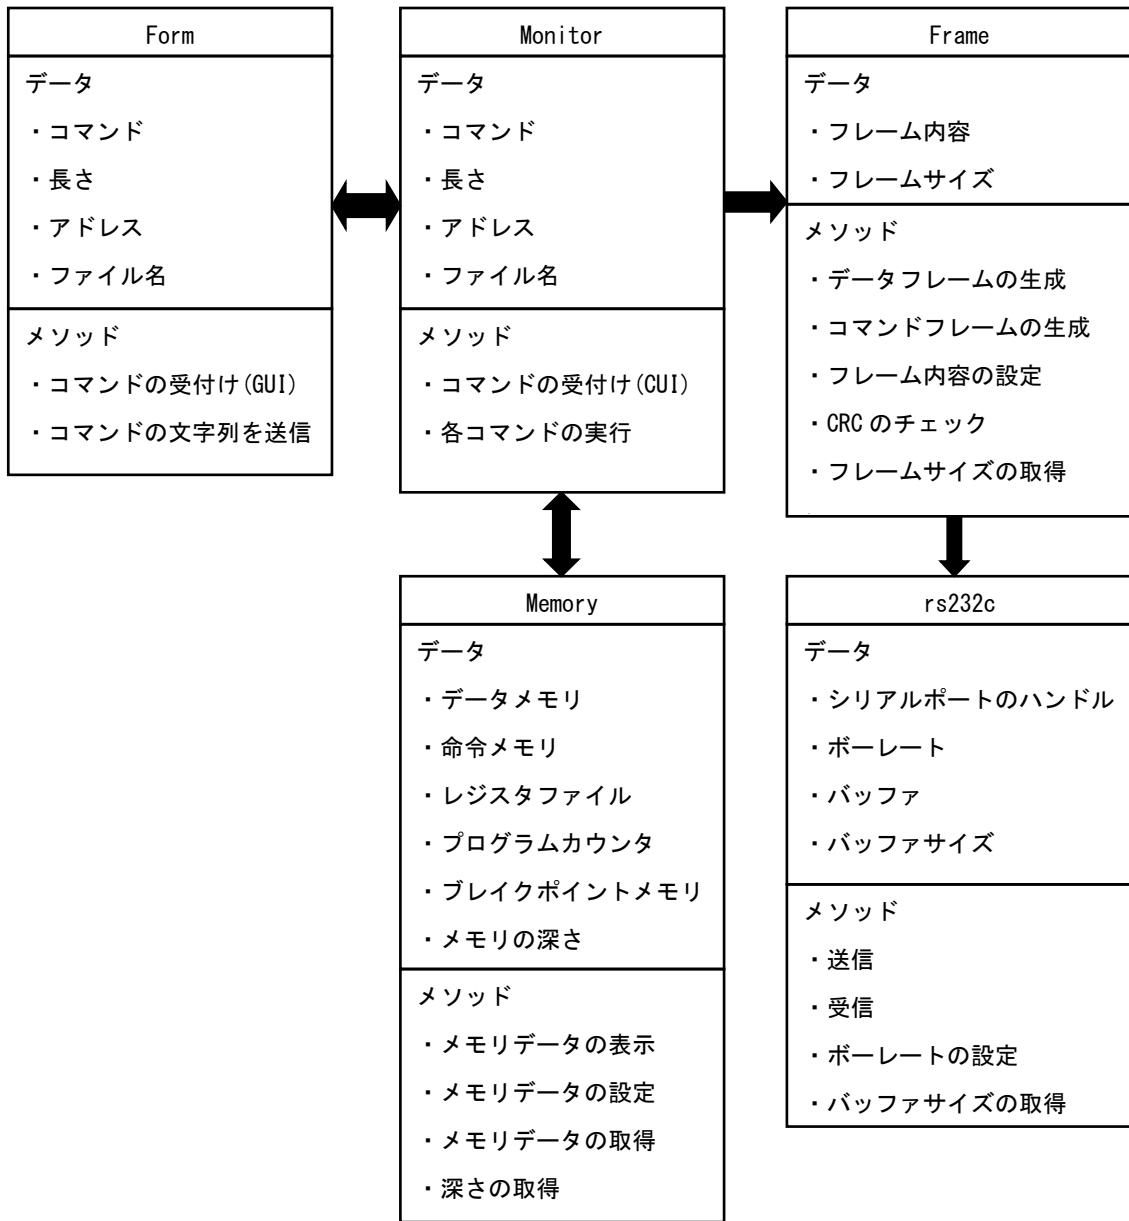 Form
データ
・コマンド
・長さ
・アドレス
・ファイル名
メソッド
・コマンドの受付け(GUI)
・コマンドの文字列を送信
Monitor
データ
・コマンド
・長さ
・アドレス
・ファイル名
メソッド
・コマンドの受付け(CUI)
・各コマンドの実行
Frame
データ
・フレーム内容
・フレームサイズ
メソッド
・データフレームの生成
・コマンドフレームの生成
・フレーム内容の設定
・CRCのチェック
・フレームサイズの取得
Memory
データ
・データメモリ
・命令メモリ
・レジスタファイル
・プログラムカウンタ
・ブレイクポイントメモリ
・メモリの深さ
メソッド
・メモリデータの表示
・メモリデータの設定
・メモリデータの取得
・深さの取得
rs232c
データ
・シリアルポートのハンドル
・ボーレート
・バッファ
・バッファサイズ
メソッド
・送信
・受信
・ボーレートの設定
・バッファサイズの取得